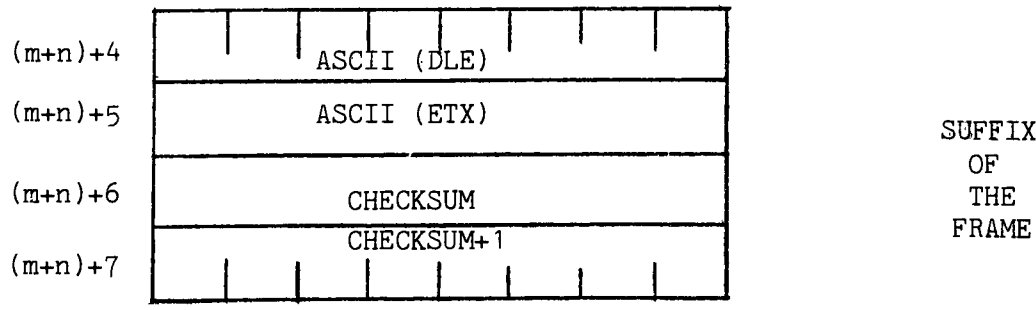 (m+n)+4 ASCII (DLE)
(m+n)+5 ASCII (ETX)
(m+n)+6 CHECKSUM
CHECKSUM+1
(m+n)+7
SUFFIX
OF
THE
FRAME